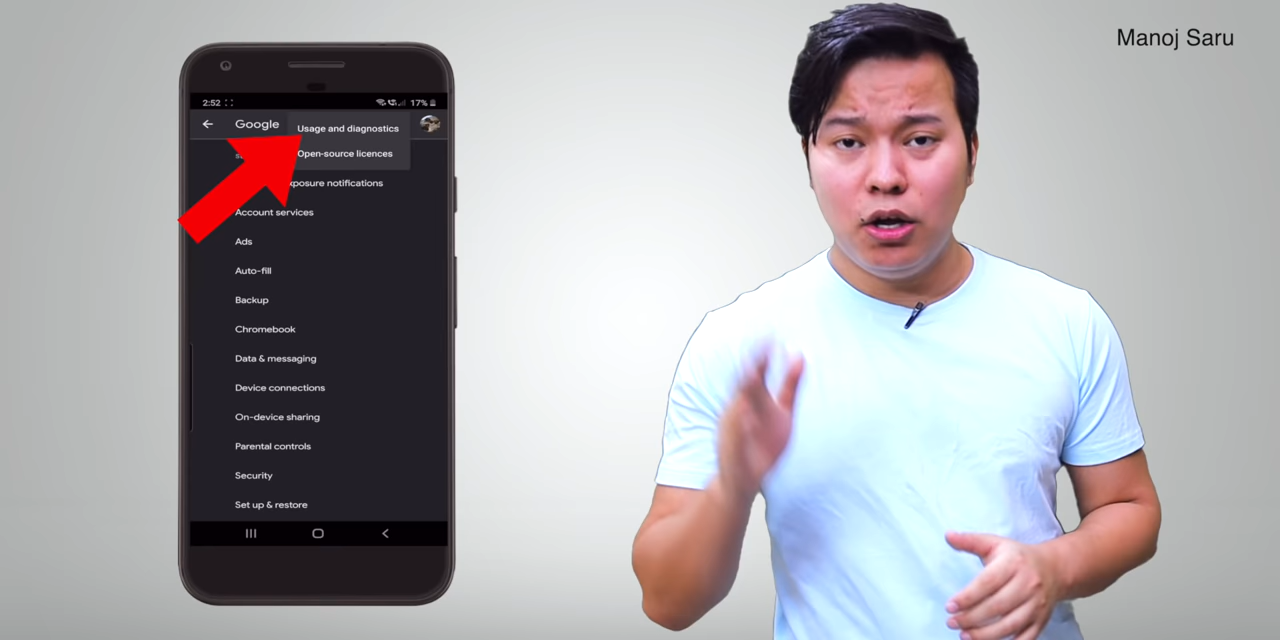 Manoj Saru
2:52
17%
Google
Usage and diagnostics
Open-source licences
posure notifications
Account services
Ads
Auto-fill
Backup
Chromebook
Data & messaging
Device connections
On-device sharing
Parental controls
Security
Set up & restore